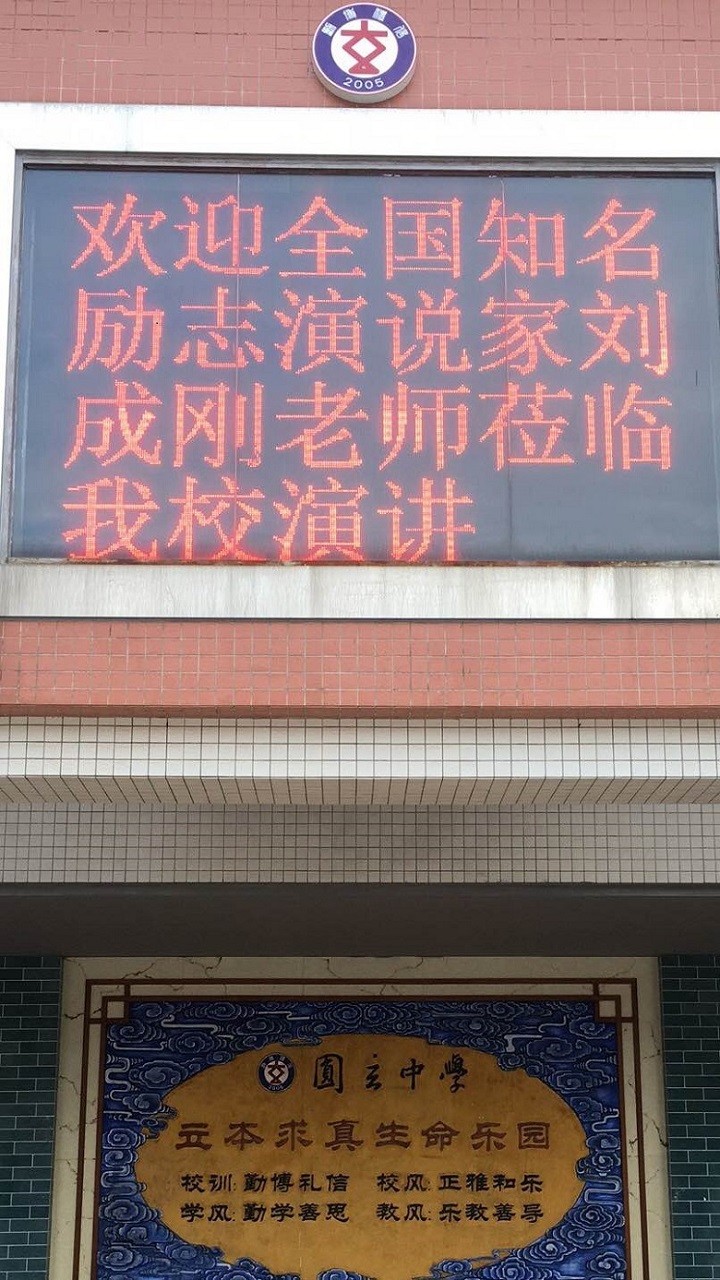 2005
欢迎全国知名
励志演说家刘
成刚老师莅临
我校演讲
圆玄中学
立本求真生命乐园
校训:勤博礼信 校风:正雅和乐
学风:勤学善思 教风:乐教善导